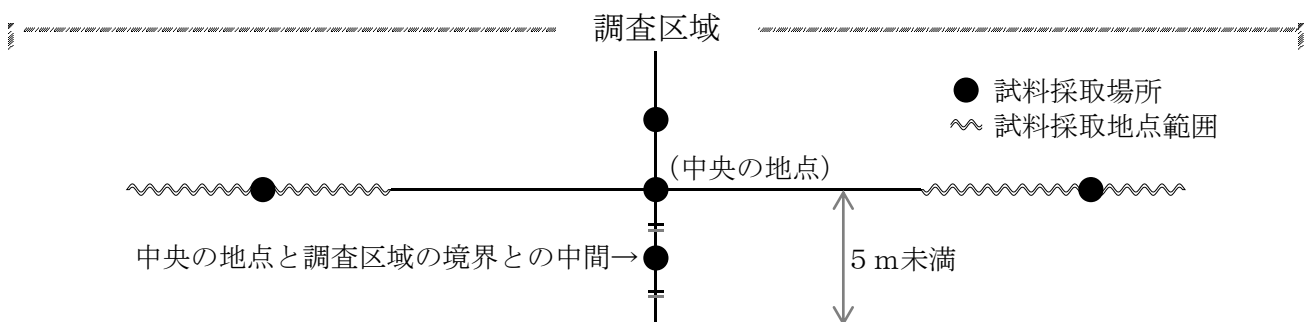 調査区域
試料採取場所
試料採取地点範囲
(中央の地点)
中央の地点と調査区域の境界との中間→
5m未満